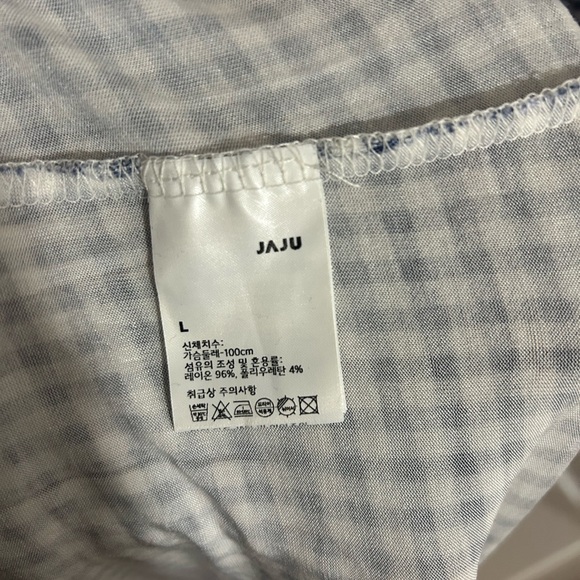 JAJU
L
신체치수:
가슴둘레-100cm
섬유의 조성 및 혼용률:
레이온 96%, 폴리우레탄 4%
취급상 주의사항